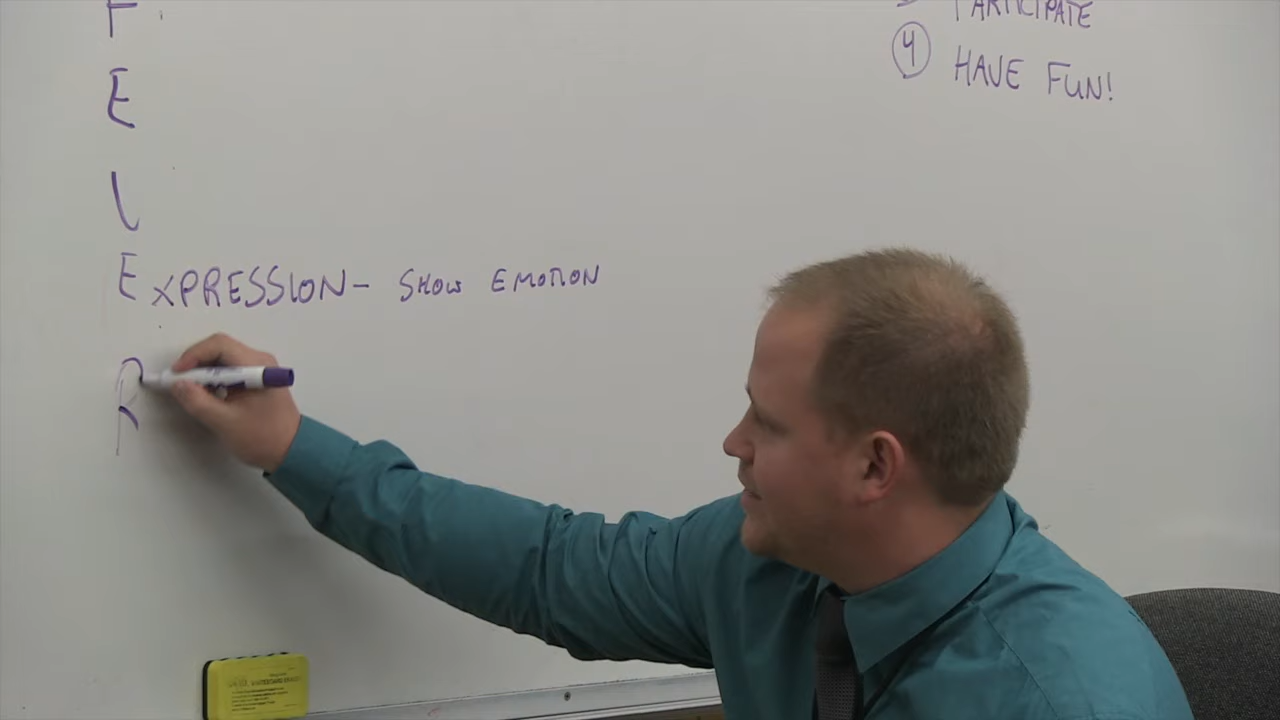 PARTICIPATE
④ HAVE FUN!
E
L
EXPRESSION- SHOW EMOTION
R